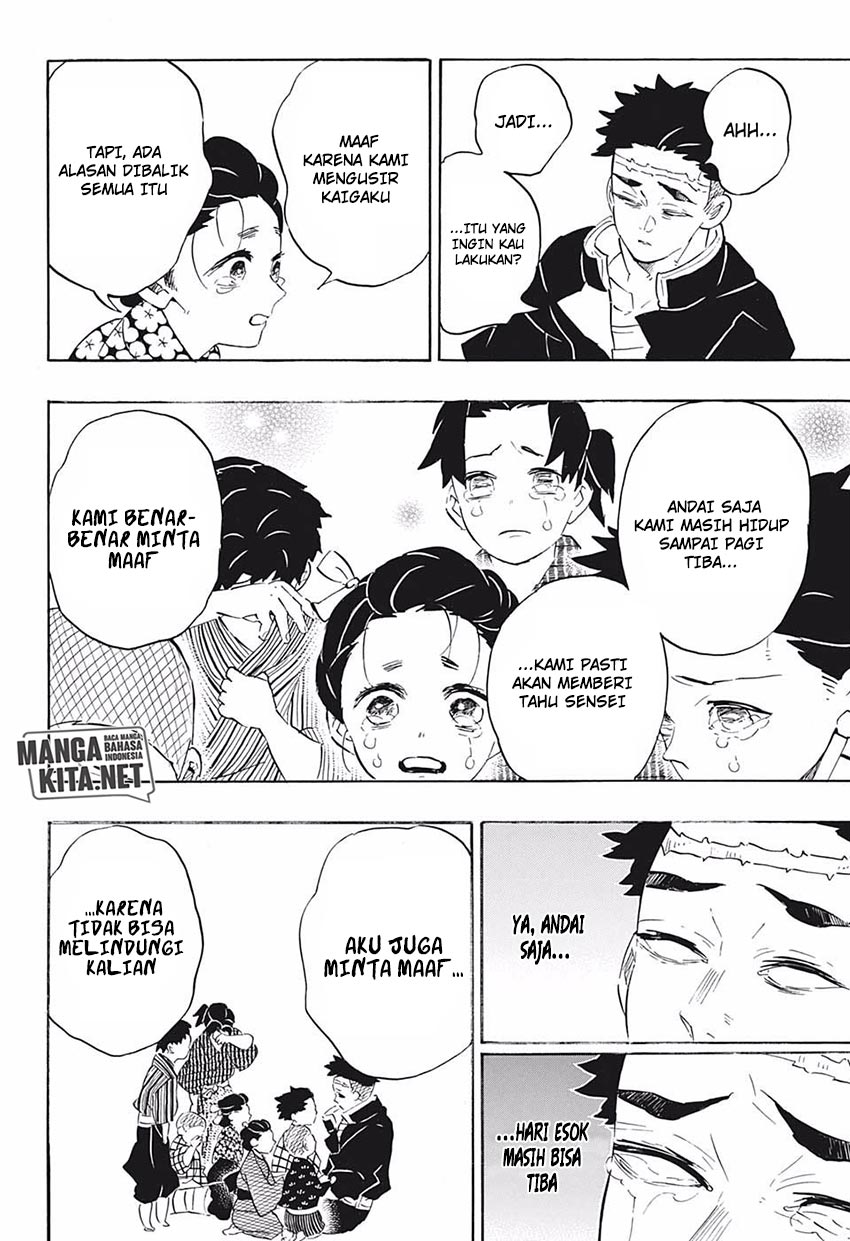 AHH...
JADI...
...ITU YANG
INGIN KAU
LAKUKAN?
MAAF
KARENA KAMI
MENGUSIR
KAIGAKU
TAPI, ADA
ALASAN DIBALIK
SEMUA ITU
ANDAI SAJA
KAMI MASIH HIDUP
SAMPAI PAGI
TIBA...
...KAMI PASTI
AKAN MEMBERI
TAHU SENSEI
KAMI BENAR-
BENAR MINTA
MAAF
MANGA
KITA.NET
BACA MANGA
BAHASA
INDONESIA
YA, ANDAI
SAJA...
...HARI ESOK
MASIH BISA
TIBA
AKU JUGA
MINTA MAAF...
...KARENA
TIDAK BISA
MELINDUNGI
KALIAN